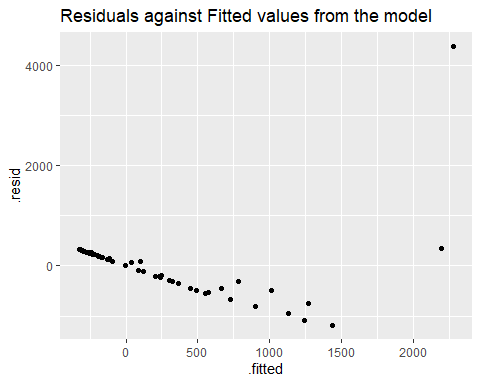 Residuals against Fitted values from the model
4000
2000
0
.resid
0
500
1000
1500
2000
.fitted